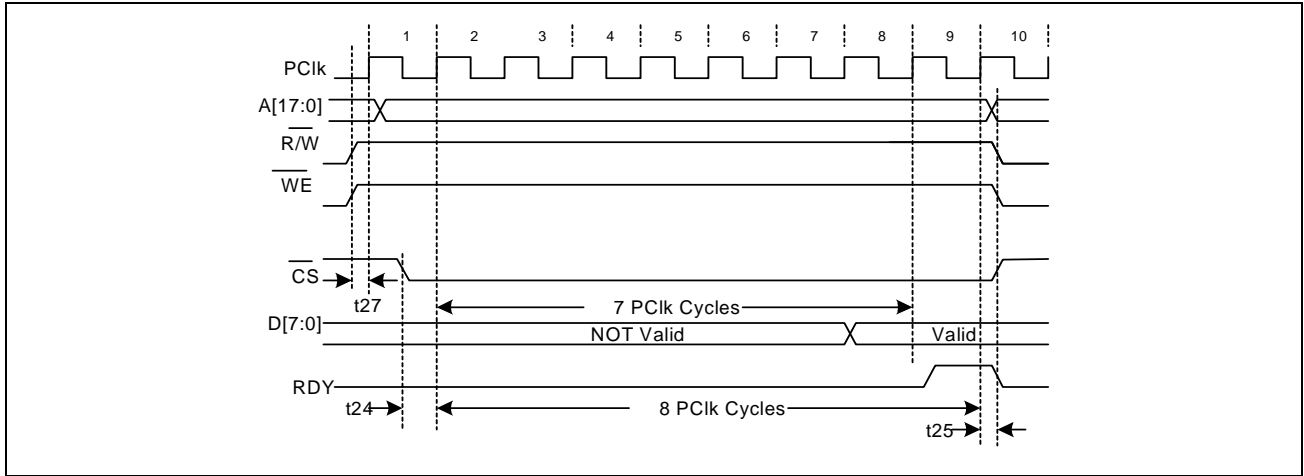 1 2 3 4 5 6 7 8 9 10
PClk
A[17:0]
R/W
WE
CS
t27
7 PClk Cycles
D[7:0]
NOT Valid
Valid
RDY
t24
8 PClk Cycles
t25